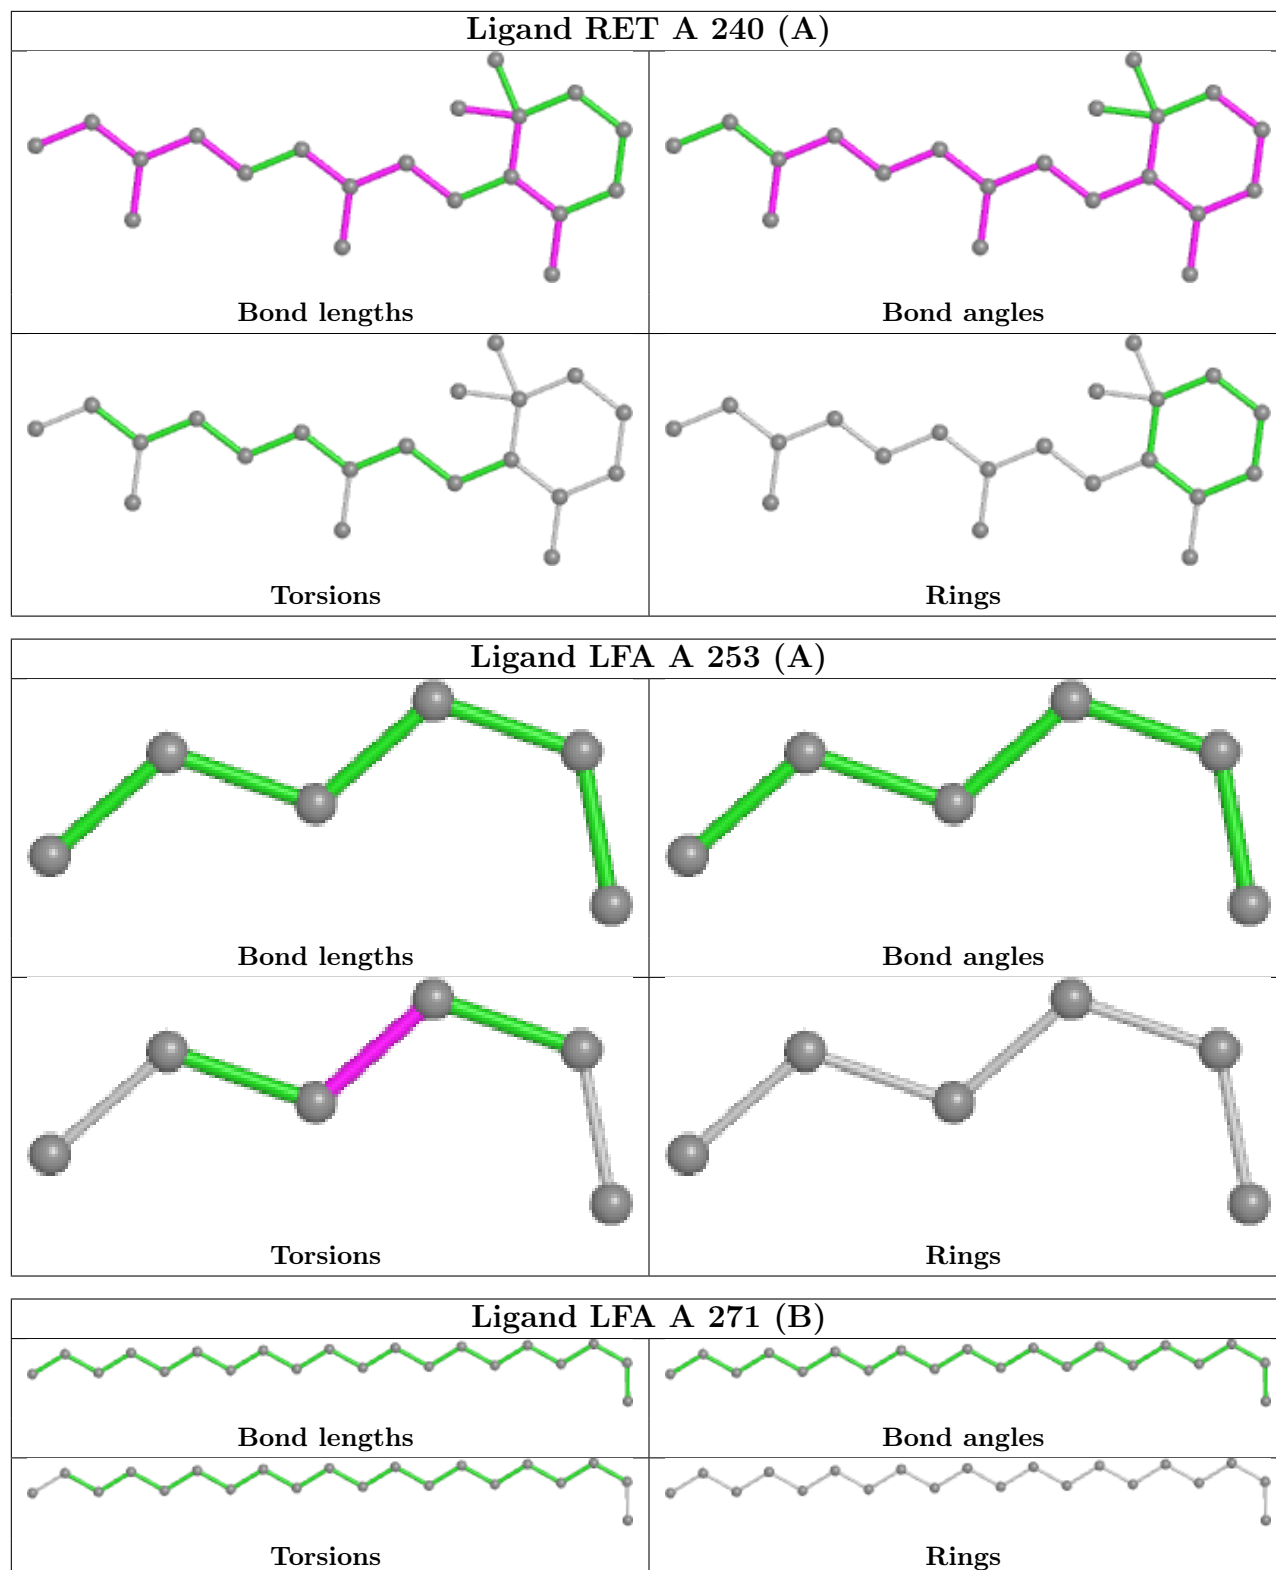 Ligand RET A 240 (A)
Bond lengths
Bond angles
Torsions
Rings
Ligand LFA A 253 (A)
Bond lengths
Bond angles
Torsions
Rings
Ligand LFA A 271 (B)
Bond lengths
Bond angles
Torsions
Rings